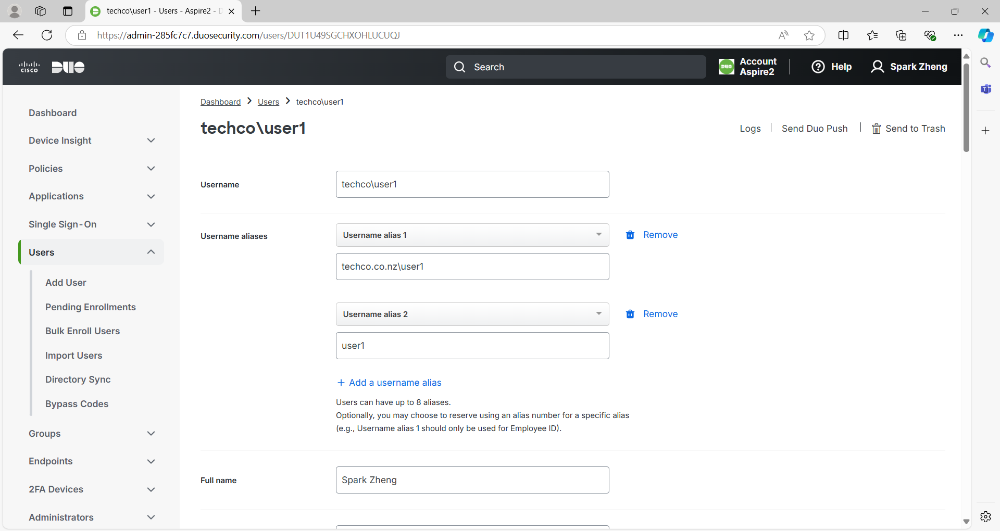 techco\user1 - Users - Aspire2 - D
https://admin-285fc7c7.duosecurity.com/users/DUT1U49SGCHXOHLUCUQJ
CISCO DUO
Search
Account
Aspire2
Help
Spark Zheng
Dashboard
Device Insight
Policies
Applications
Single Sign-On
Users
Add User
Pending Enrollments
Bulk Enroll Users
Import Users
Directory Sync
Bypass Codes
Groups
Endpoints
2FA Devices
Administrators
Dashboard > Users > techco\user1
techco\user1
Logs | Send Duo Push | Send to Trash
Username
techco\user1
Username aliases
Username alias 1
Remove
techco.co.nz\user1
Username alias 2
Remove
user1
+ Add a username alias
Users can have up to 8 aliases.
Optionally, you may choose to reserve using an alias number for a specific alias
(e.g., Username alias 1 should only be used for Employee ID).
Full name
Spark Zheng